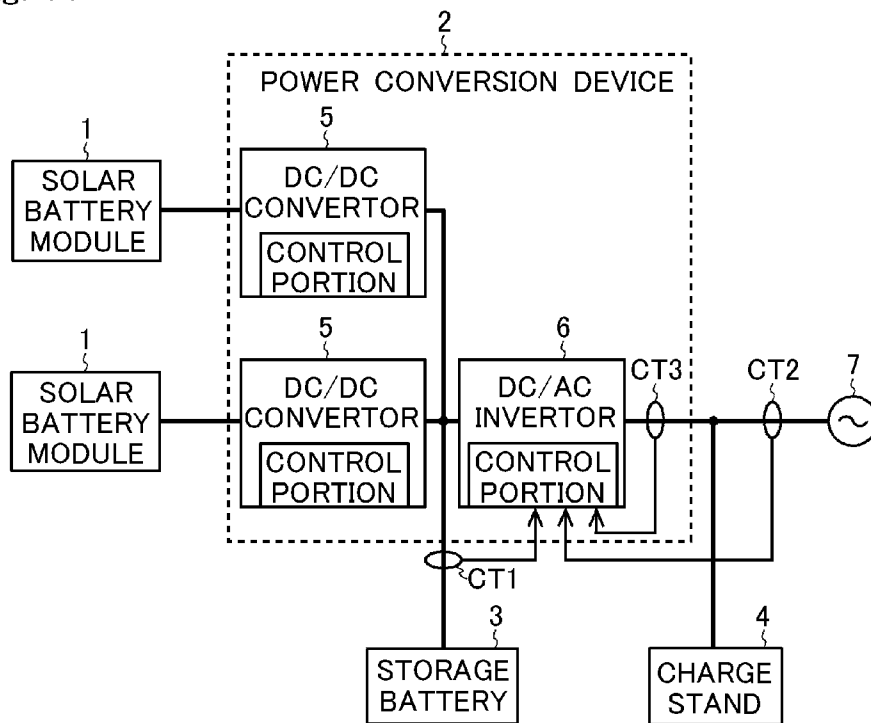 2
POWER CONVERSION DEVICE
1
SOLAR
BATTERY
MODULE
5
DC/DC
CONVERTOR
CONTROL
PORTION
1
SOLAR
BATTERY
MODULE
5
DC/DC
CONVERTOR
CONTROL
PORTION
6
DC/AC
INVERTOR
CONTROL
PORTION
CT3
CT2
7
CT1
3
STORAGE
BATTERY
4
CHARGE
STAND